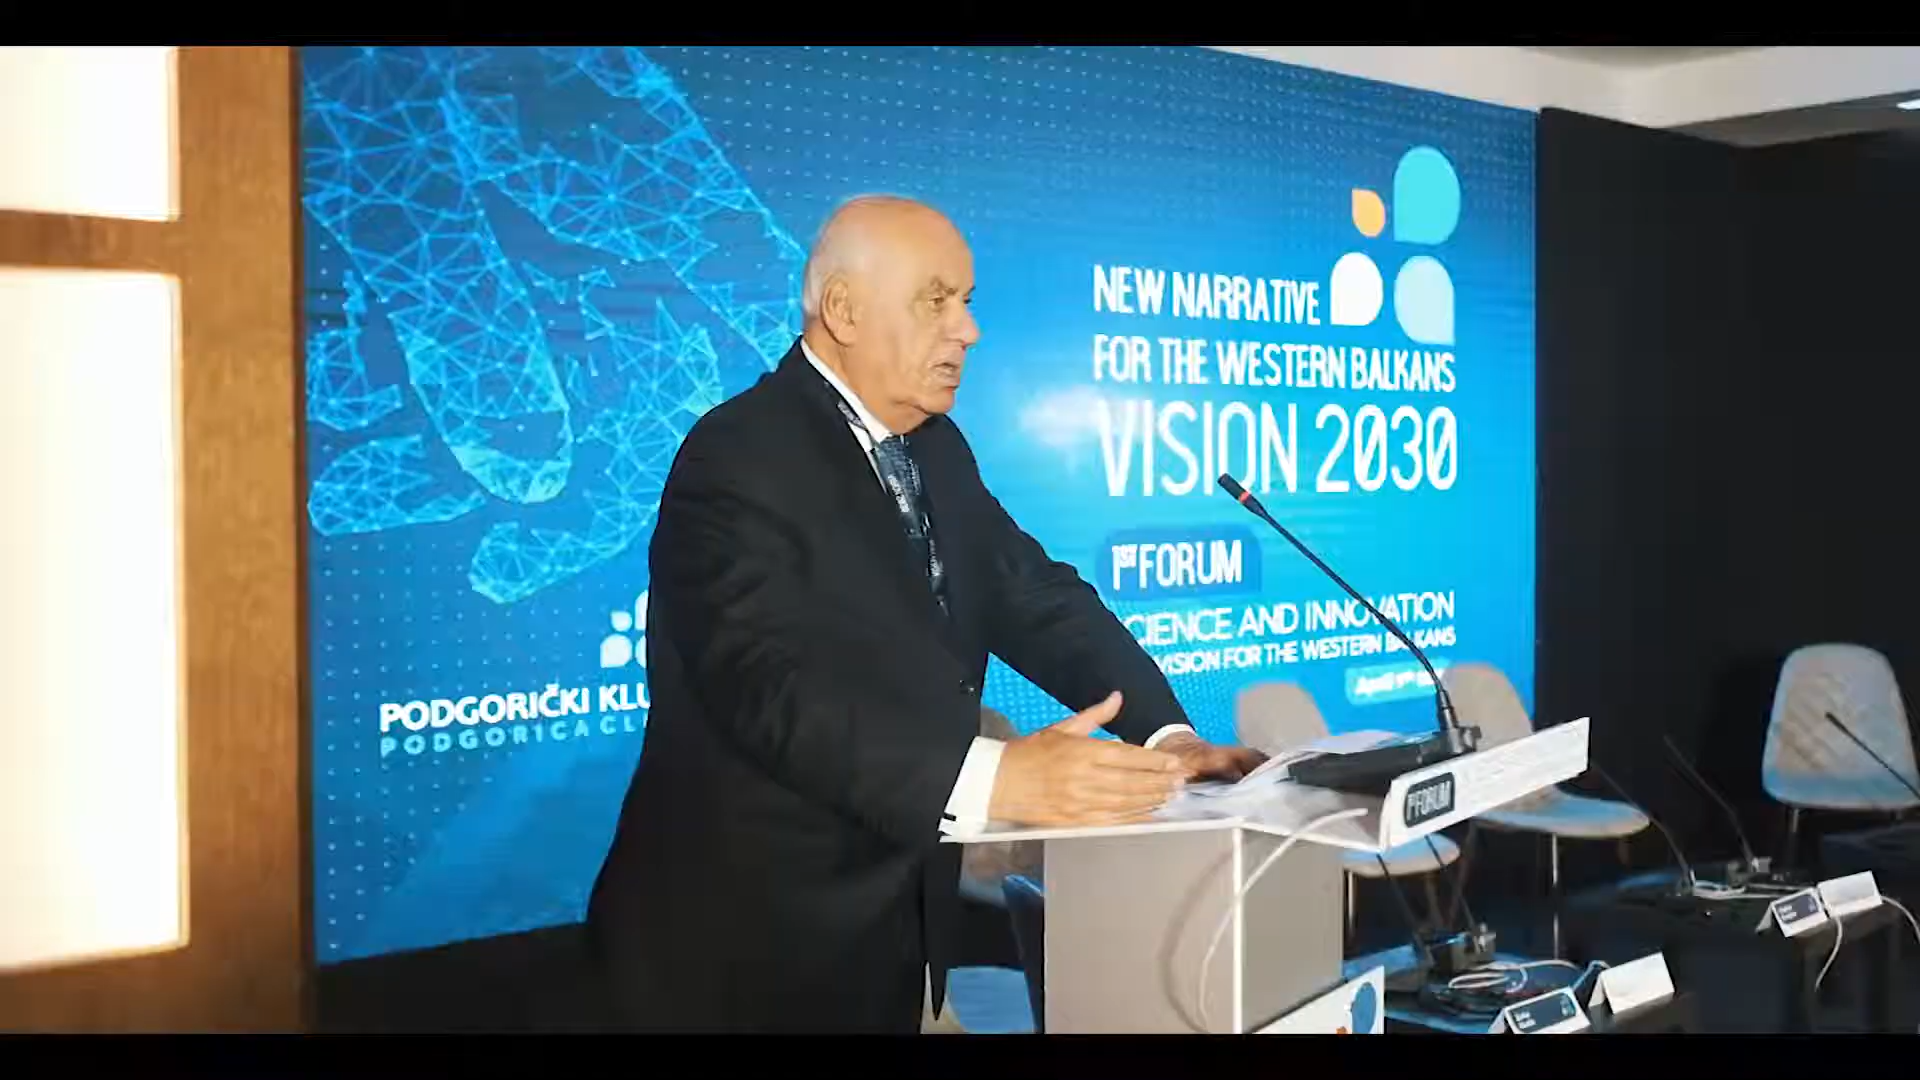 NEW NARRATIVE
FOR THE WESTERN BALKANS
VISION 2030
1ST FORUM
CIENCE AND INNOVATION
VISION FOR THE WESTERN BALKANS
PODGORIČKI KLU
PODGORICA CL
1ST FORUM